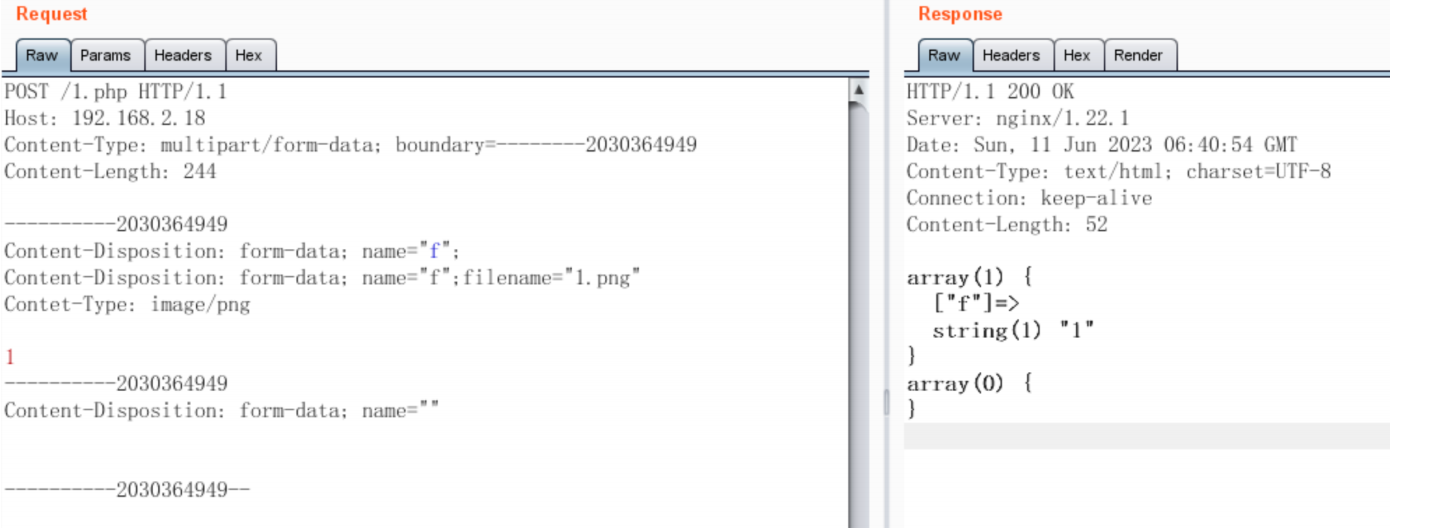 Request
Raw Params Headers Hex
POST /1.php HTTP/1.1
Host: 192.168.2.18
Content-Type: multipart/form-data; boundary=--------2030364949
Content-Length: 244
----------2030364949
Content-Disposition: form-data; name="f";
Content-Disposition: form-data; name="f";filename="1.png"
Contet-Type: image/png
1
----------2030364949
Content-Disposition: form-data; name=""
----------2030364949--
Response
Raw Headers Hex Render
HTTP/1.1 200 OK
Server: nginx/1.22.1
Date: Sun, 11 Jun 2023 06:40:54 GMT
Content-Type: text/html; charset=UTF-8
Connection: keep-alive
Content-Length: 52
array(1) {
  ["f"]=>
  string(1) "1"
}
array(0) {
}